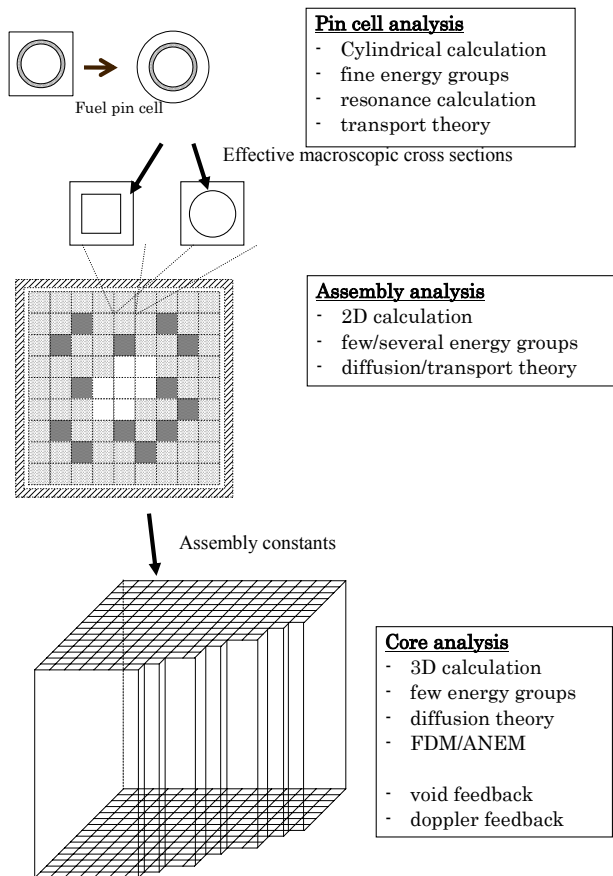 Pin cell analysis
- Cylindrical calculation
- fine energy groups
- resonance calculation
- transport theory
Fuel pin cell
Effective macroscopic cross sections
Assembly analysis
- 2D calculation
- few/several energy groups
- diffusion/transport theory
Assembly constants
Core analysis
- 3D calculation
- few energy groups
- diffusion theory
- FDM/ANEM
- void feedback
- doppler feedback